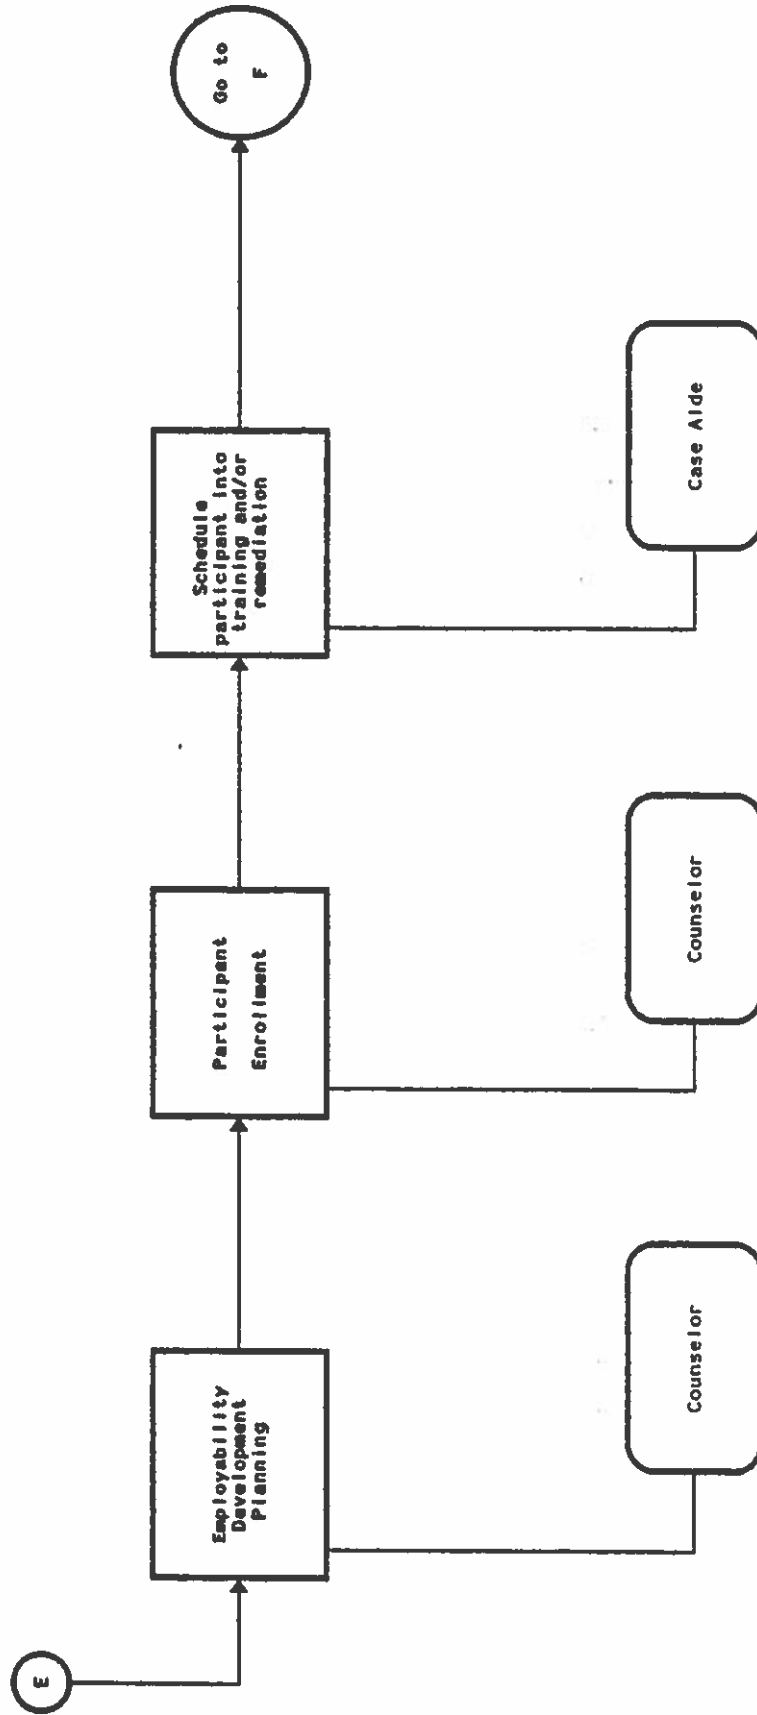 E
Employability
Development
Planning
Participant
Enrollment
Schedule
participant into
training and/or
remediation
Go to
F
Counselor
Counselor
Case Aide